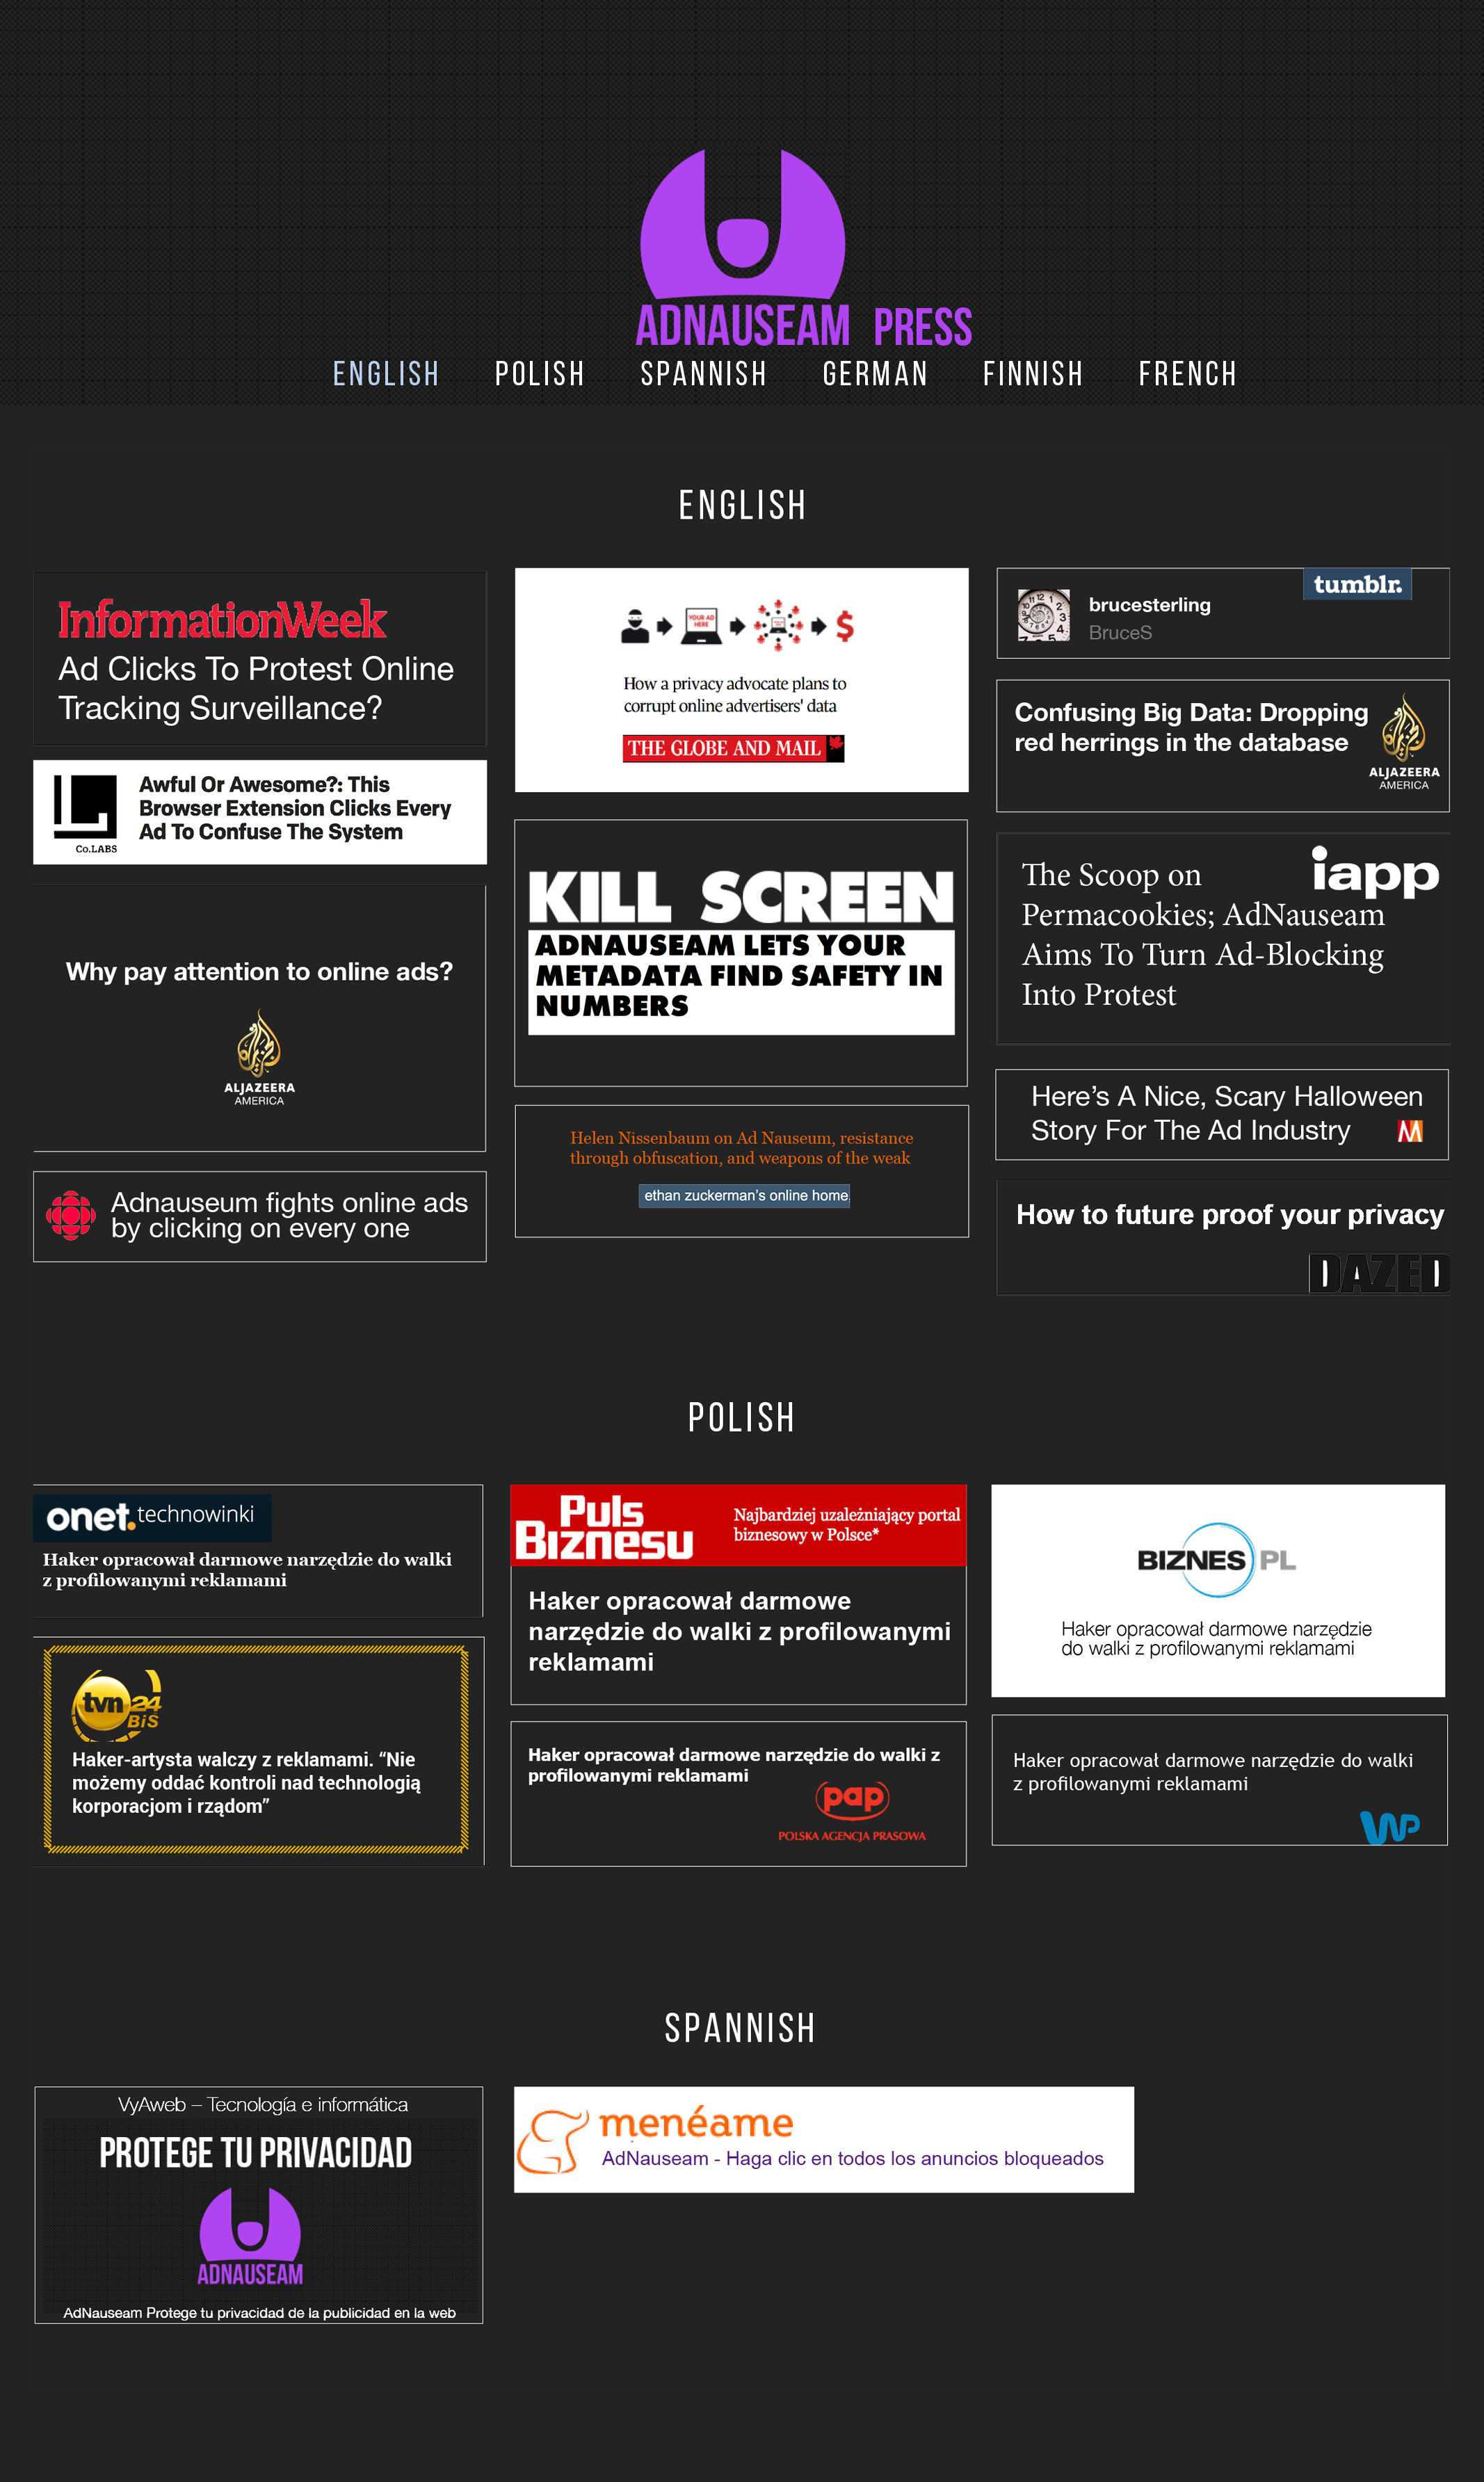 ADNAUSEAM PRESS
ENGLISH POLISH SPANNISH GERMAN FINNISH FRENCH
ENGLISH
InformationWeek
Ad Clicks To Protest Online
Tracking Surveillance?
Co.LABS
Awful Or Awesome?: This
Browser Extension Clicks Every
Ad To Confuse The System
Why pay attention to online ads?
ALJAZEERA
AMERICA
Adnauseum fights online ads
by clicking on every one
YOUR AD
HERE
$
How a privacy advocate plans to
corrupt online advertisers' data
THE GLOBE AND MAIL
KILL SCREEN
ADNAUSEAM LETS YOUR
METADATA FIND SAFETY IN
NUMBERS
Helen Nissenbaum on Ad Nauseum, resistance
through obfuscation, and weapons of the weak
ethan zuckerman's online home
tumblr.
brucesterling
BruceS
Confusing Big Data: Dropping
red herrings in the database
ALJAZEERA
AMERICA
iapp
The Scoop on
Permacookies; AdNauseam
Aims To Turn Ad-Blocking
Into Protest
Here's A Nice, Scary Halloween
Story For The Ad Industry
M
How to future proof your privacy
DAZED
POLISH
onet.technowinki
Haker opracował darmowe narzędzie do walki
z profilowanymi reklamami
tvn24
BiS
Haker-artysta walczy z reklamami. “Nie
możemy oddać kontroli nad technologią
korporacjom i rządom”
Puls
Biznesu
Najbardziej uzależniający portal
biznesowy w Polsce*
Haker opracował darmowe
narzędzie do walki z profilowanymi
reklamami
Haker opracował darmowe narzędzie do walki z
profilowanymi reklamami
pap
POLSKA AGENCJA PRASOWA
BIZNES PL
Haker opracował darmowe narzędzie
do walki z profilowanymi reklamami
Haker opracował darmowe narzędzie do walki
z profilowanymi reklamami
WP
SPANNISH
VyAweb – Tecnología e informática
PROTEGE TU PRIVACIDAD
ADNAUSEAM
AdNauseam Protege tu privacidad de la publicidad en la web
menéame
AdNauseam - Haga clic en todos los anuncios bloqueados